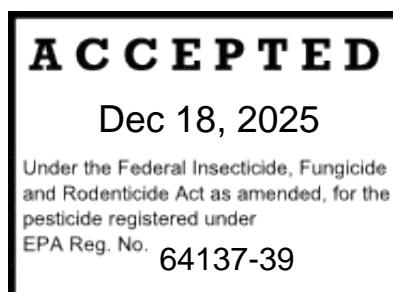 ACCEPTED
Dec 18, 2025
Under the Federal Insecticide, Fungicide
and Rodenticide Act as amended, for the
pesticide registered under
EPA Reg. No. 64137-39